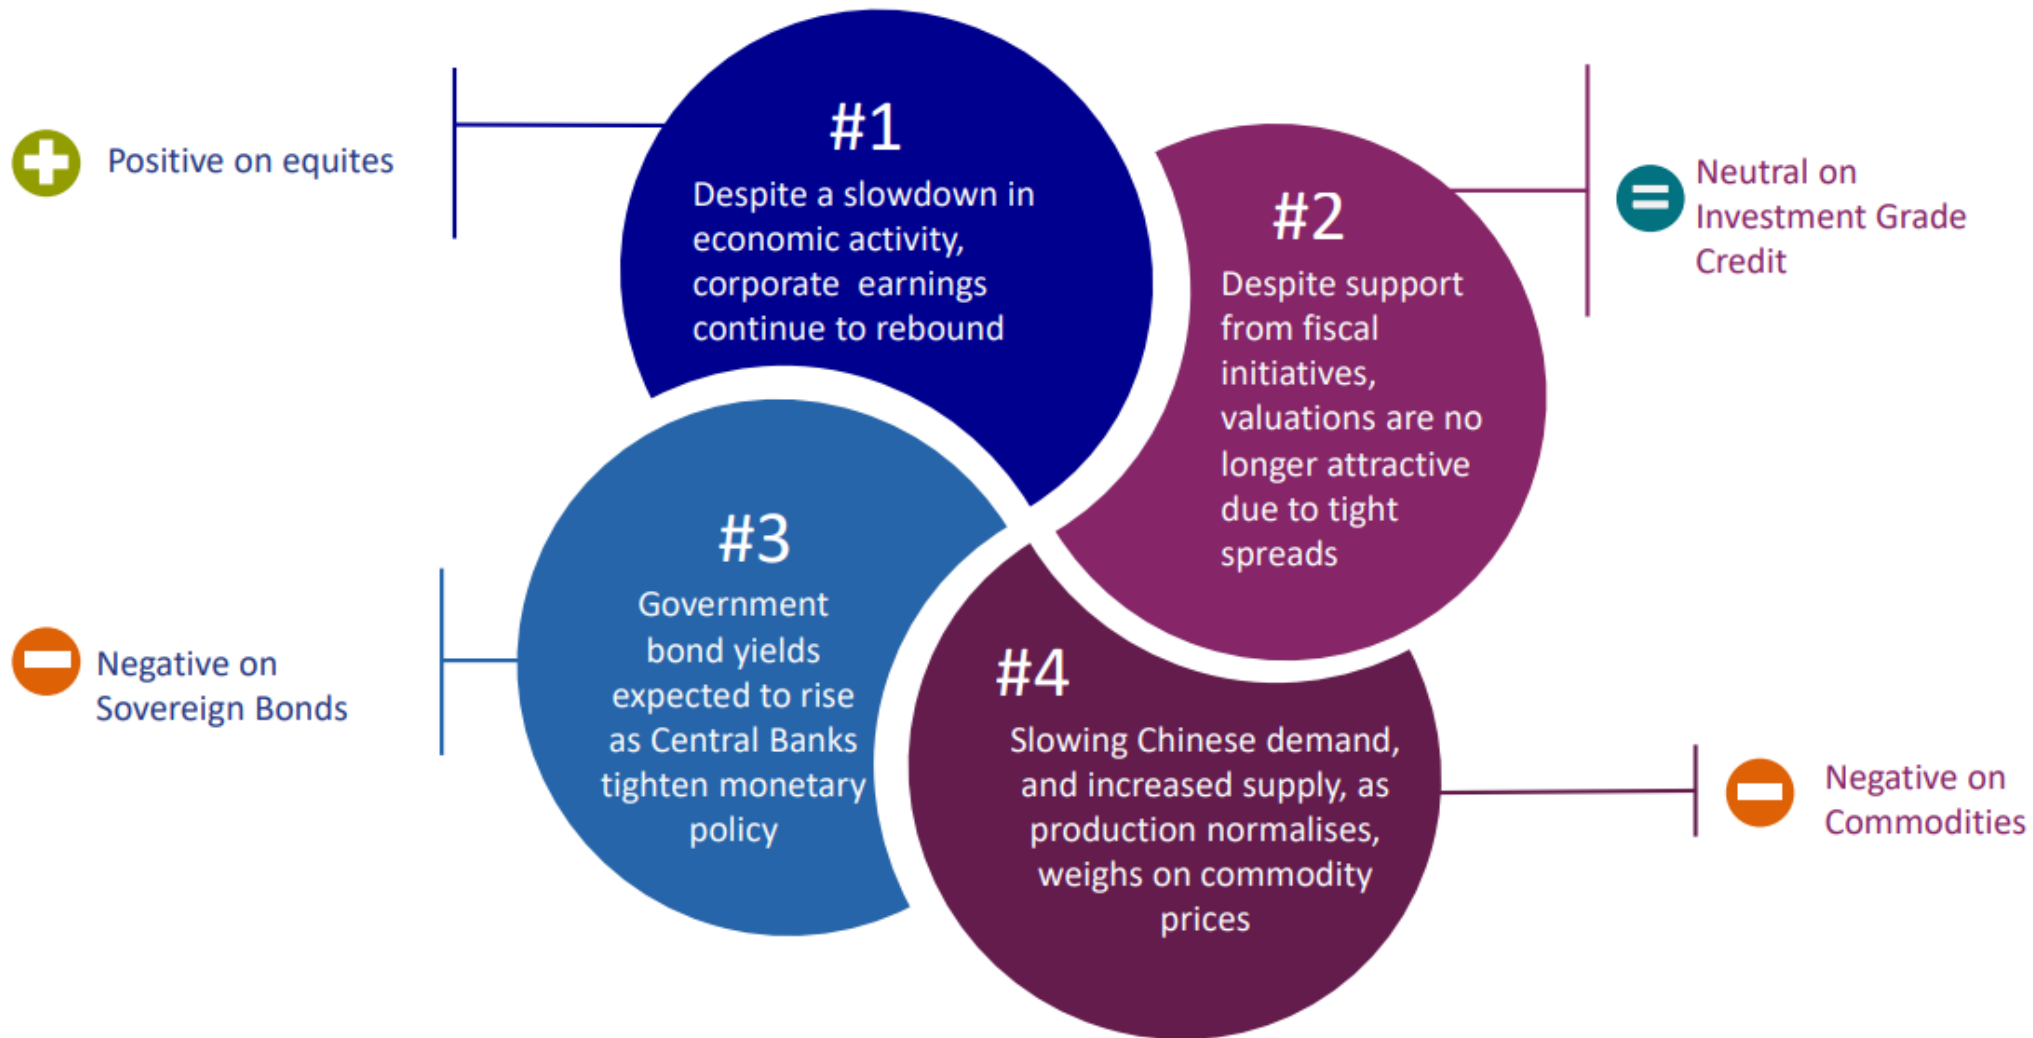 Positive on equites
#1
Despite a slowdown in
economic activity,
corporate earnings
continue to rebound
#2
Despite support
from fiscal
initiatives,
valuations are no
longer attractive
due to tight
spreads
Neutral on
Investment Grade
Credit
Negative on
Sovereign Bonds
#3
Government
bond yields
expected to rise
as Central Banks
tighten monetary
policy
#4
Slowing Chinese demand,
and increased supply, as
production normalises,
weighs on commodity
prices
Negative on
Commodities